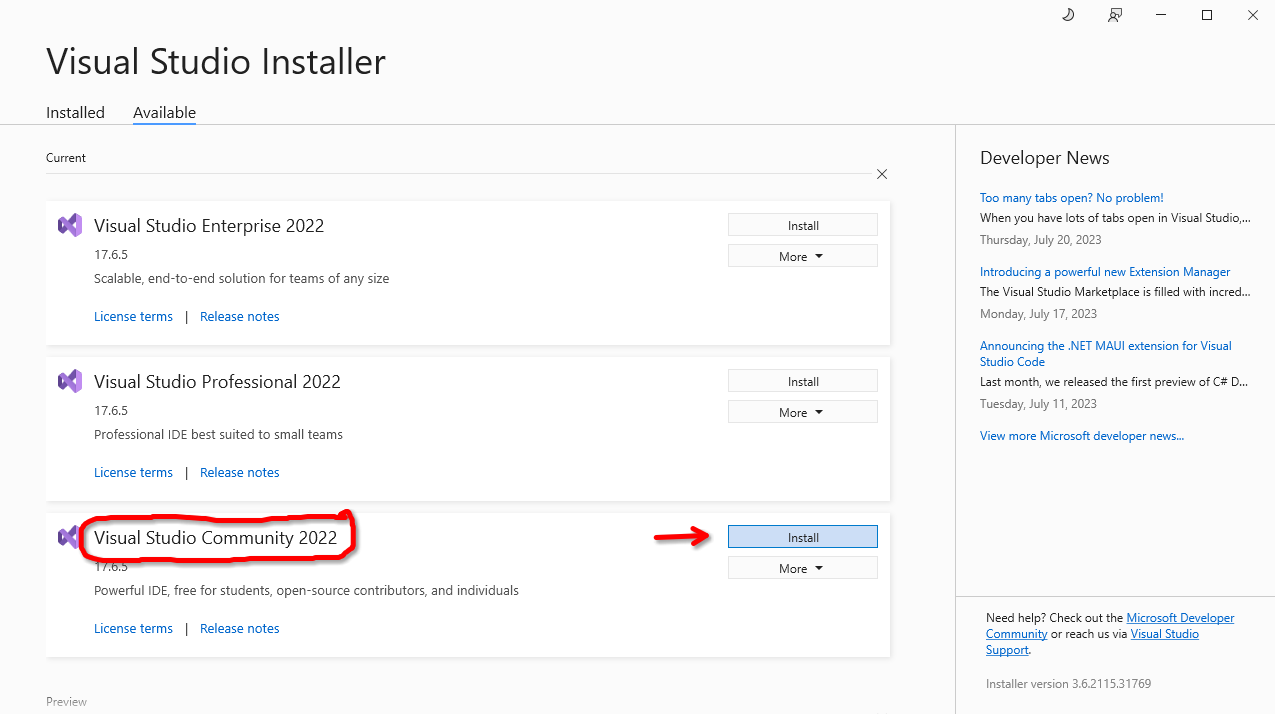 Visual Studio Installer
Installed Available
Current
Visual Studio Enterprise 2022
Install
17.6.5
More
Scalable, end-to-end solution for teams of any size
License terms | Release notes
Visual Studio Professional 2022
Install
17.6.5
More
Professional IDE best suited to small teams
License terms | Release notes
Visual Studio Community 2022
Install
17.6.5
More
Powerful IDE, free for students, open-source contributors, and individuals
License terms | Release notes
Preview
Developer News
Too many tabs open? No problem!
When you have lots of tabs open in Visual Studio,...
Thursday, July 20, 2023
Introducing a powerful new Extension Manager
The Visual Studio Marketplace is filled with incred...
Monday, July 17, 2023
Announcing the .NET MAUI extension for Visual
Studio Code
Last month, we released the first preview of C# D...
Tuesday, July 11, 2023
View more Microsoft developer news...
Need help? Check out the Microsoft Developer
Community or reach us via Visual Studio
Support.
Installer version 3.6.2115.31769